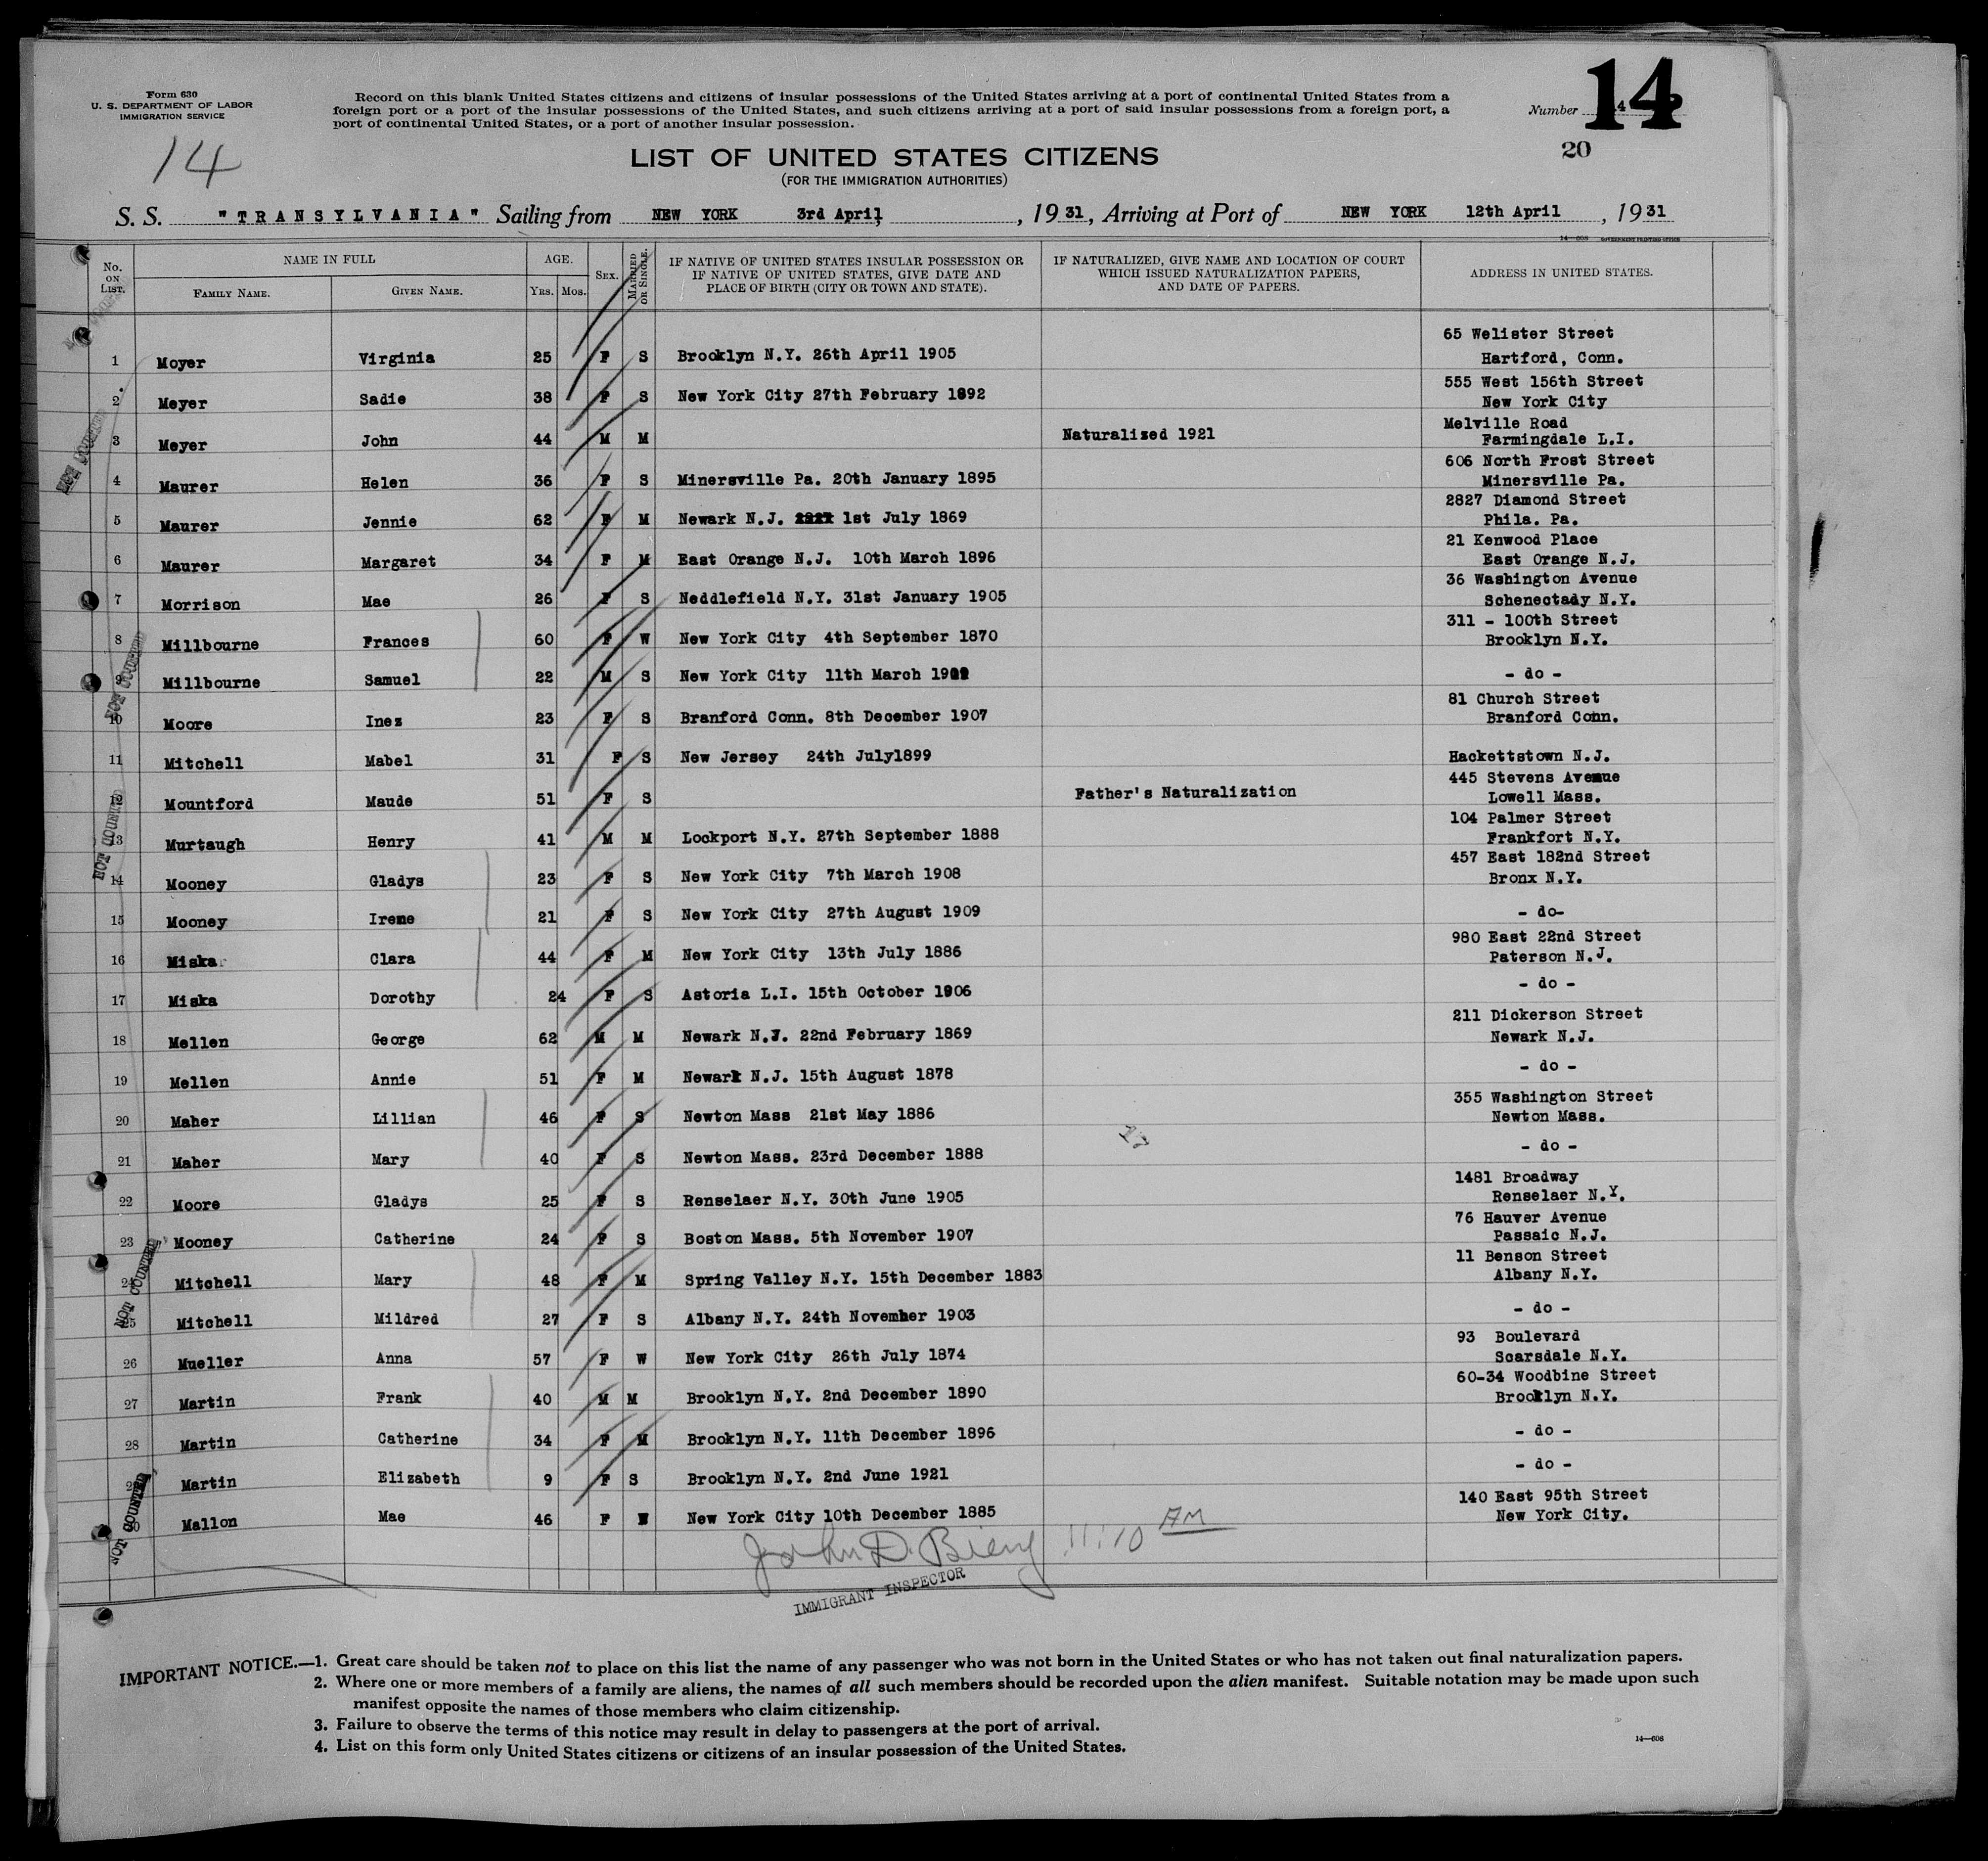 Form 630
U. S. DEPARTMENT OF LABOR
IMMIGRATION SERVICE
14
Record on this blank United States citizens and citizens of insular possessions of the United States arriving at a port of continental United States from a
foreign port or a port of the insular possessions of the United States, and such citizens arriving at a port of said insular possessions from a foreign port, a
port of continental United States, or a port of another insular possession.
Number 14
14
20
LIST OF UNITED STATES CITIZENS
(FOR THE IMMIGRATION AUTHORITIES)
S. S. "TRANSYLVANIA" Sailing from NEW YORK 3rd April, , 1931, Arriving at Port of NEW YORK 12th April , 1931
14—608 GOVERNMENT PRINTING OFFICE
No. ON LIST. NAME IN FULL FAMILY NAME. GIVEN NAME. AGE. YRS. MOS. SEX. MARRIED OR SINGLE. IF NATIVE OF UNITED STATES INSULAR POSSESSION OR IF NATIVE OF UNITED STATES, GIVE DATE AND PLACE OF BIRTH (CITY OR TOWN AND STATE). IF NATURALIZED, GIVE NAME AND LOCATION OF COURT WHICH ISSUED NATURALIZATION PAPERS, AND DATE OF PAPERS. ADDRESS IN UNITED STATES.
1 Moyer Virginia 25 F S Brooklyn N.Y. 26th April 1905 65 Welister Street Hartford, Conn.
2 Meyer Sadie 38 F S New York City 27th February 1892 555 West 156th Street New York City
3 Meyer John 44 M M Naturalized 1921 Melville Road Farmingdale L.I.
4 Maurer Helen 36 F S Minersville Pa. 20th January 1895 606 North Frost Street Minersville Pa.
5 Maurer Jennie 62 F M Newark N.J. 1st July 1869 2827 Diamond Street Phila. Pa.
6 Maurer Margaret 34 F M East Orange N.J. 10th March 1896 21 Kenwood Place East Orange N.J.
7 Morrison Mae 26 F S Neddlefield N.Y. 31st January 1905 36 Washington Avenue Schenectady N.Y.
8 Millbourne Frances 60 F W New York City 4th September 1870 311 - 100th Street Brooklyn N.Y.
9 Millbourne Samuel 22 M S New York City 11th March - do -
10 Moore Inez 23 F S Branford Conn. 8th December 1907 81 Church Street Branford Conn.
11 Mitchell Mabel 31 F S New Jersey 24th July1899 Hackettstown N.J.
12 Mountford Maude 51 F S Father's Naturalization 445 Stevens Avenue Lowell Mass.
13 Murtaugh Henry 41 M M Lockport N.Y. 27th September 1888 104 Palmer Street Frankfort N.Y.
14 Mooney Gladys 23 F S New York City 7th March 1908 457 East 182nd Street Bronx N.Y.
15 Mooney Irene 21 F S New York City 27th August 1909 - do-
16 Miska Clara 44 F M New York City 13th July 1886 980 East 22nd Street Paterson N.J.
17 Miska Dorothy 24 F S Astoria L.I. 15th October 1906 - do -
18 Mellen George 62 M M Newark N.J. 22nd February 1869 211 Dickerson Street Newark N.J.
19 Mellen Annie 51 F M Newark N.J. 15th August 1878 - do -
20 Maher Lillian 46 F S Newton Mass 21st May 1886 355 Washington Street Newton Mass.
17
21 Maher Mary 40 F S Newton Mass. 23rd December 1888 - do -
22 Moore Gladys 25 F S Renselaer N.Y. 30th June 1905 1481 Broadway Renselaer N.Y.
23 Mooney Catherine 24 F S Boston Mass. 5th November 1907 76 Hauver Avenue Passaic N.J.
24 Mitchell Mary 48 F M Spring Valley N.Y. 15th December 1883 11 Benson Street Albany N.Y.
25 Mitchell Mildred 27 F S Albany N.Y. 24th November 1903 - do -
26 Mueller Anna 57 F W New York City 26th July 1874 93 Boulevard Scarsdale N.Y.
27 Martin Frank 40 M M Brooklyn N.Y. 2nd December 1890 60-34 Woodbine Street Brooklyn N.Y.
28 Martin Catherine 34 F M Brooklyn N.Y. 11th December 1896 - do -
29 Martin Elizabeth 9 F S Brooklyn N.Y. 2nd June 1921 - do -
30 Mallon Mae 46 F W New York City 10th December 1885 140 East 95th Street New York City.
NOT COUNTED
NOT COUNTED
NOT COUNTED
NOT COUNTED
NOT COUNTED
John D. 11:10 AM
IMMIGRANT INSPECTOR
IMPORTANT NOTICE.—1. Great care should be taken not to place on this list the name of any passenger who was not born in the United States or who has not taken out final naturalization papers.
2. Where one or more members of a family are aliens, the names of all such members should be recorded upon the alien manifest. Suitable notation may be made upon such
manifest opposite the names of those members who claim citizenship.
3. Failure to observe the terms of this notice may result in delay to passengers at the port of arrival.
4. List on this form only United States citizens or citizens of an insular possession of the United States.
14—608